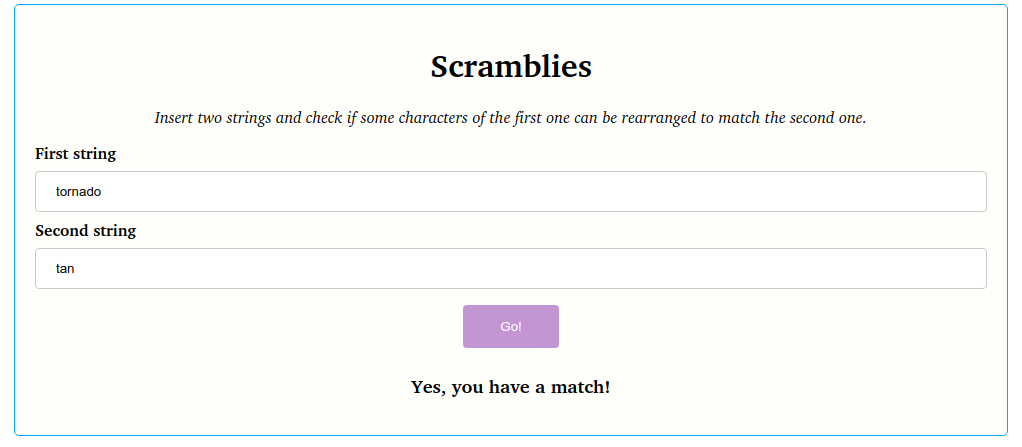 Scramblies
Insert two strings and check if some characters of the first one can be rearranged to match the second one.
First string
tornado
Second string
tan
Go!
Yes, you have a match!